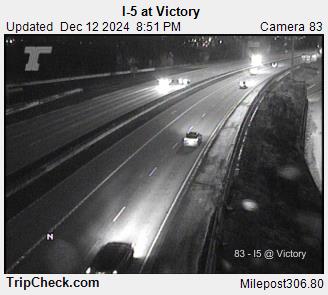 I-5 at Victory
Updated Dec 12 2024 8:51 PM Camera 83
T
N
83 - I5 @ Victory
TripCheck.com Milepost306.80